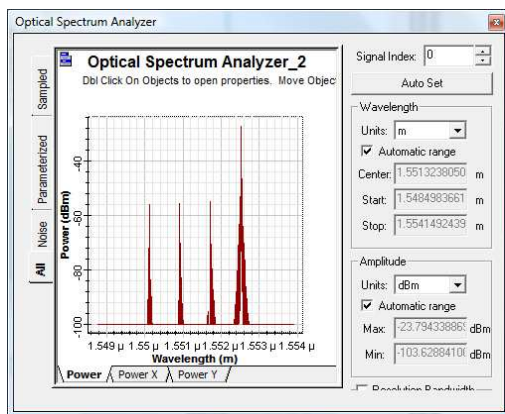 Optical Spectrum Analyzer
Optical Spectrum Analyzer_2
Dbl Click On Objects to open properties. Move Objec
Sampled
Parameterized
Noise
All
Power (dBm)
-40
-60
-80
-100
1.549 µ 1.55 µ 1.551 µ 1.552 µ 1.553 µ 1.554 µ
Wavelength (m)
Power
Power X
Power Y
Signal Index: 0
Auto Set
Wavelength
Units: m
Automatic range
Center: 1.5513238050 m
Start: 1.5484983661 m
Stop: 1.5541492439 m
Amplitude
Units: dBm
Automatic range
Max: -23.79433886 dBm
Min: -103.6288410 dBm
Resolution Bandwidth